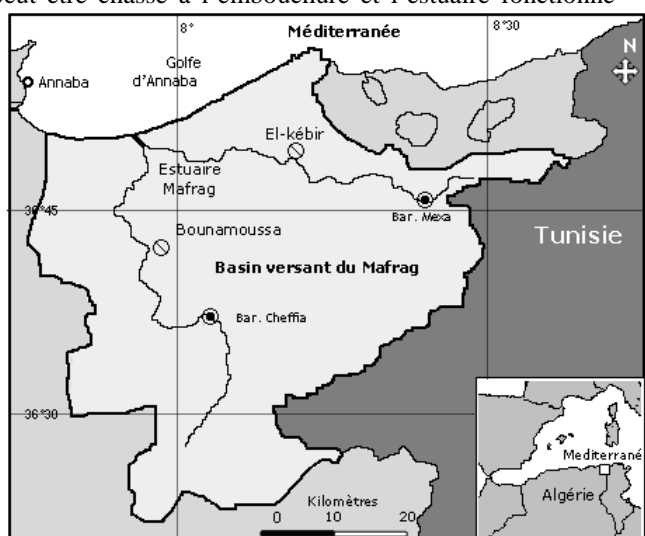 peut être chassé à l'embouchure et l'estuaire fonctionne
8°
8°30
Méditerranée
N
Golfe
d'Annaba
Annaba
El-kébir
Estuaire
Mafrag
36°45
Bar. Mexa
Bounamoussa
Tunisie
Basin versant du Mafrag
Bar. Cheffia
36°30
Mediterrané
Algérie
Kilomètres
0 10 20